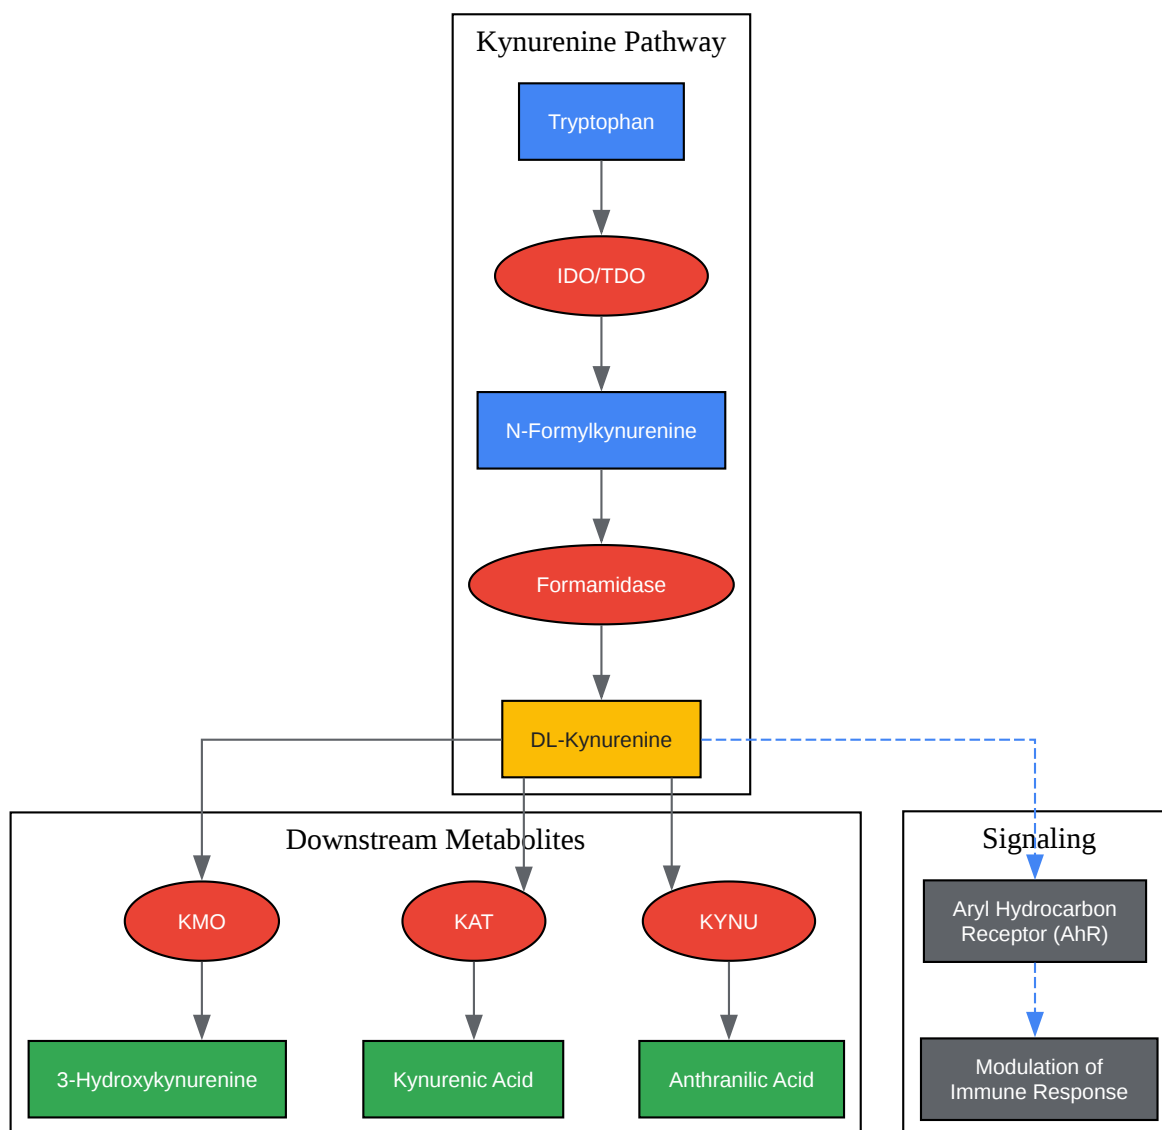 Kynurenine Pathway
Tryptophan
IDO/TDO
N-Formylkynurenine
Formamidase
DL-Kynurenine
Downstream Metabolites
Signaling
KMO
KAT
KYNU
Aryl Hydrocarbon
Receptor (AhR)
3-Hydroxykynurenine
Kynurenic Acid
Anthranilic Acid
Modulation of
Immune Response